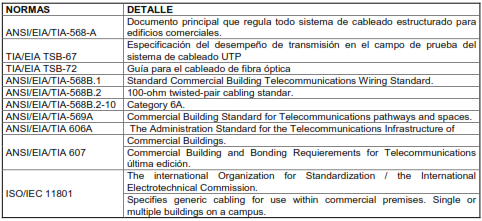 NORMAS DETALLE
Documento principal que regula todo sistema de cableado estructurado para
ANSI/EIA/TIA-568-A edificios comerciales.
Especificación del desempeño de transmisión en el campo de prueba del
TIA/EIA TSB-67 sistema de cableado UTP
TIA/EIA TSB-72 Guía para el cableado de fibra óptica
ANSI/EIA/TIA-568B.1 Standard Commercial Building Telecommunications Wiring Standard.
ANSI/EIA/TIA-568B.2 100-ohm twisted-pair cabling standar.
ANSI/EIA/TIA-568B.2-10 Category 6A.
ANSI/EIA/TIA-569A Commercial Building Standard for Telecommunications pathways and spaces.
ANSI/EIA/TIA 606A The Administration Standard for the Telecommunications Infrastructure of
Commercial Buildings.
ANSI/EIA/TIA 607 Commercial Building and Bonding Requierements for Telecommunications
última edición.
The international Organization for Standardization / the International
ISO/IEC 11801 Electrotechnical Commission.
Specifies generic cabling for use within commercial premises. Single or
multiple buildings on a campus.